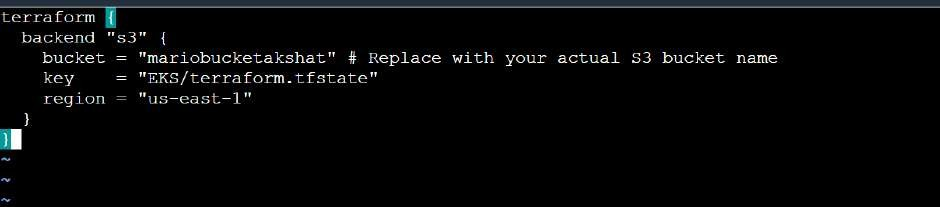 terraform {
  backend "s3" {
    bucket = "mariobucketakshat" # Replace with your actual S3 bucket name
    key    = "EKS/terraform.tfstate"
    region = "us-east-1"
  }
}
~
~
~